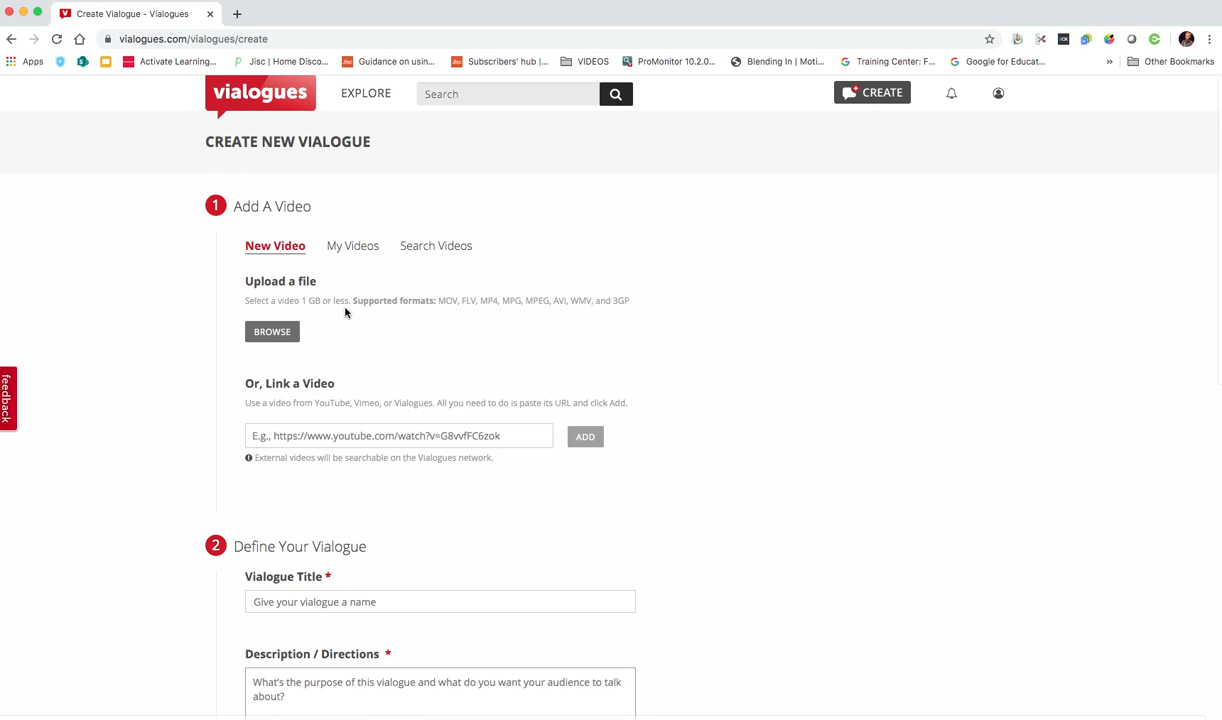 Create Vialogue - Vialogues
vialogues.com/vialogues/create
Apps
Activate Learning...
Jisc | Home Disco...
Guidance on usin...
Subscribers' hub |...
VIDEOS
ProMonitor 10.2.0...
Blending In | Moti...
Training Center: F...
Google for Educat...
»
Other Bookmarks
vialogues
EXPLORE
Search
CREATE
CREATE NEW VIALOGUE
1 Add A Video
New Video My Videos Search Videos
Upload a file
Select a video 1 GB or less. Supported formats: MOV, FLV, MP4, MPG, MPEG, AVI, WMV, and 3GP
BROWSE
feedback
Or, Link a Video
Use a video from YouTube, Vimeo, or Vialogues. All you need to do is paste its URL and click Add.
E.g., https://www.youtube.com/watch?v=G8vvfFC6zok
ADD
External videos will be searchable on the Vialogues network.
2 Define Your Vialogue
Vialogue Title *
Give your vialogue a name
Description / Directions *
What's the purpose of this vialogue and what do you want your audience to talk
about?